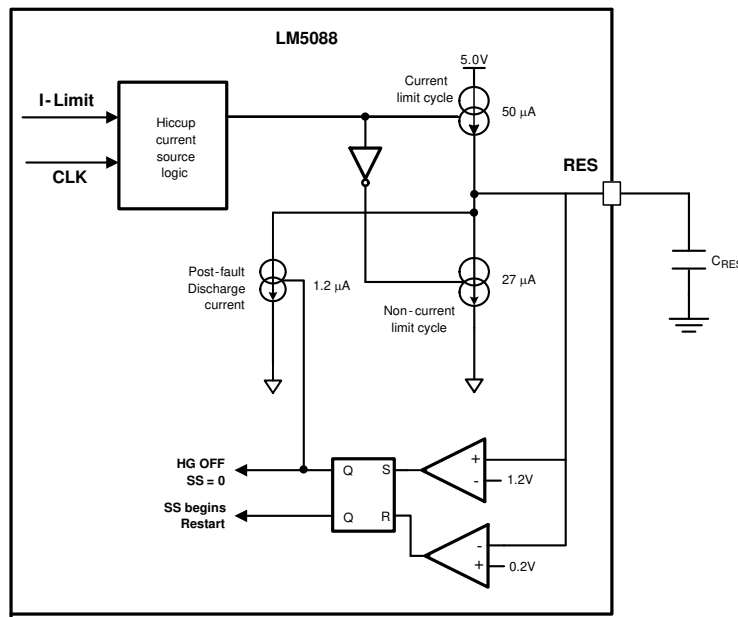 LM5088
5.0V
Current
limit cycle
50 µA
I-Limit
CLK
Hiccup
current
source
logic
RES
CRES
Post-fault
Discharge
current
1.2 µA
27 µA
Non-current
limit cycle
HG OFF
SS = 0
SS begins
Restart
Q
S
Q
R
+
-
1.2V
-
+
0.2V